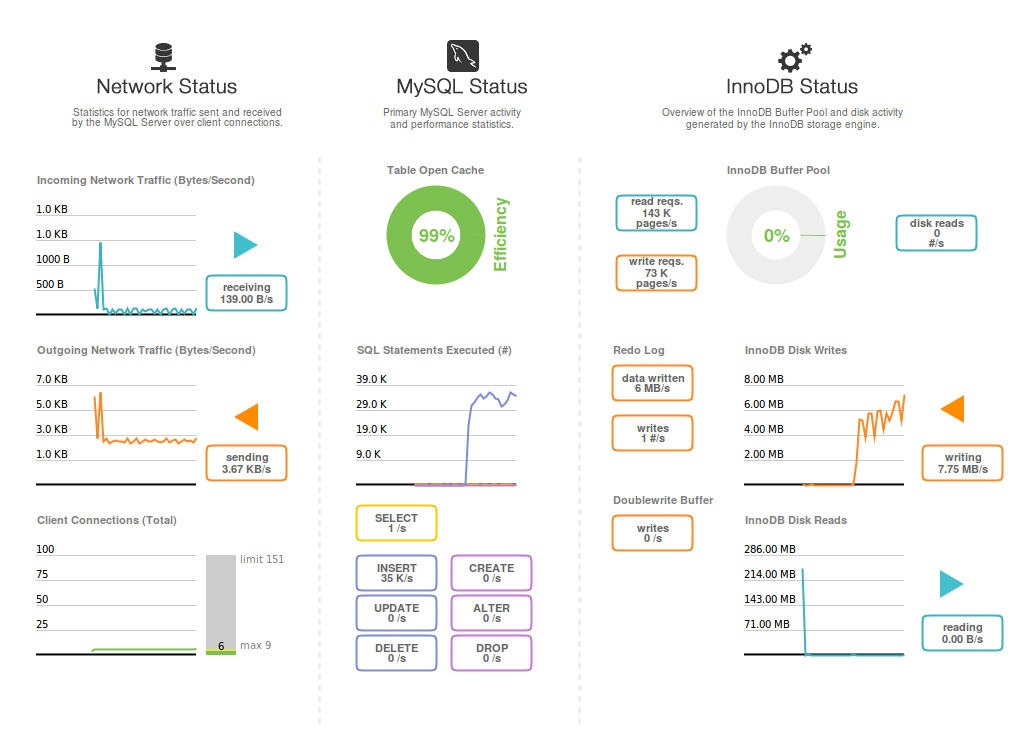 Network Status
Statistics for network traffic sent and received
by the MySQL Server over client connections.
Incoming Network Traffic (Bytes/Second)
1.0 KB
1.0 KB
1000 B
500 B
receiving
139.00 B/s
Outgoing Network Traffic (Bytes/Second)
7.0 KB
5.0 KB
3.0 KB
1.0 KB
sending
3.67 KB/s
Client Connections (Total)
100
75
50
25
limit 151
6
max 9
MySQL Status
Primary MySQL Server activity
and performance statistics.
Table Open Cache
99%
Efficiency
SQL Statements Executed (#)
39.0 K
29.0 K
19.0 K
9.0 K
SELECT
1 /s
INSERT
35 K/s
CREATE
0 /s
UPDATE
0 /s
ALTER
0 /s
DELETE
0 /s
DROP
0 /s
InnoDB Status
Overview of the InnoDB Buffer Pool and disk activity
generated by the InnoDB storage engine.
InnoDB Buffer Pool
read reqs.
143 K
pages/s
write reqs.
73 K
pages/s
0%
Usage
disk reads
0
#/s
Redo Log
data written
6 MB/s
writes
1 #/s
Doublewrite Buffer
writes
0 /s
InnoDB Disk Writes
8.00 MB
6.00 MB
4.00 MB
2.00 MB
writing
7.75 MB/s
InnoDB Disk Reads
286.00 MB
214.00 MB
143.00 MB
71.00 MB
reading
0.00 B/s